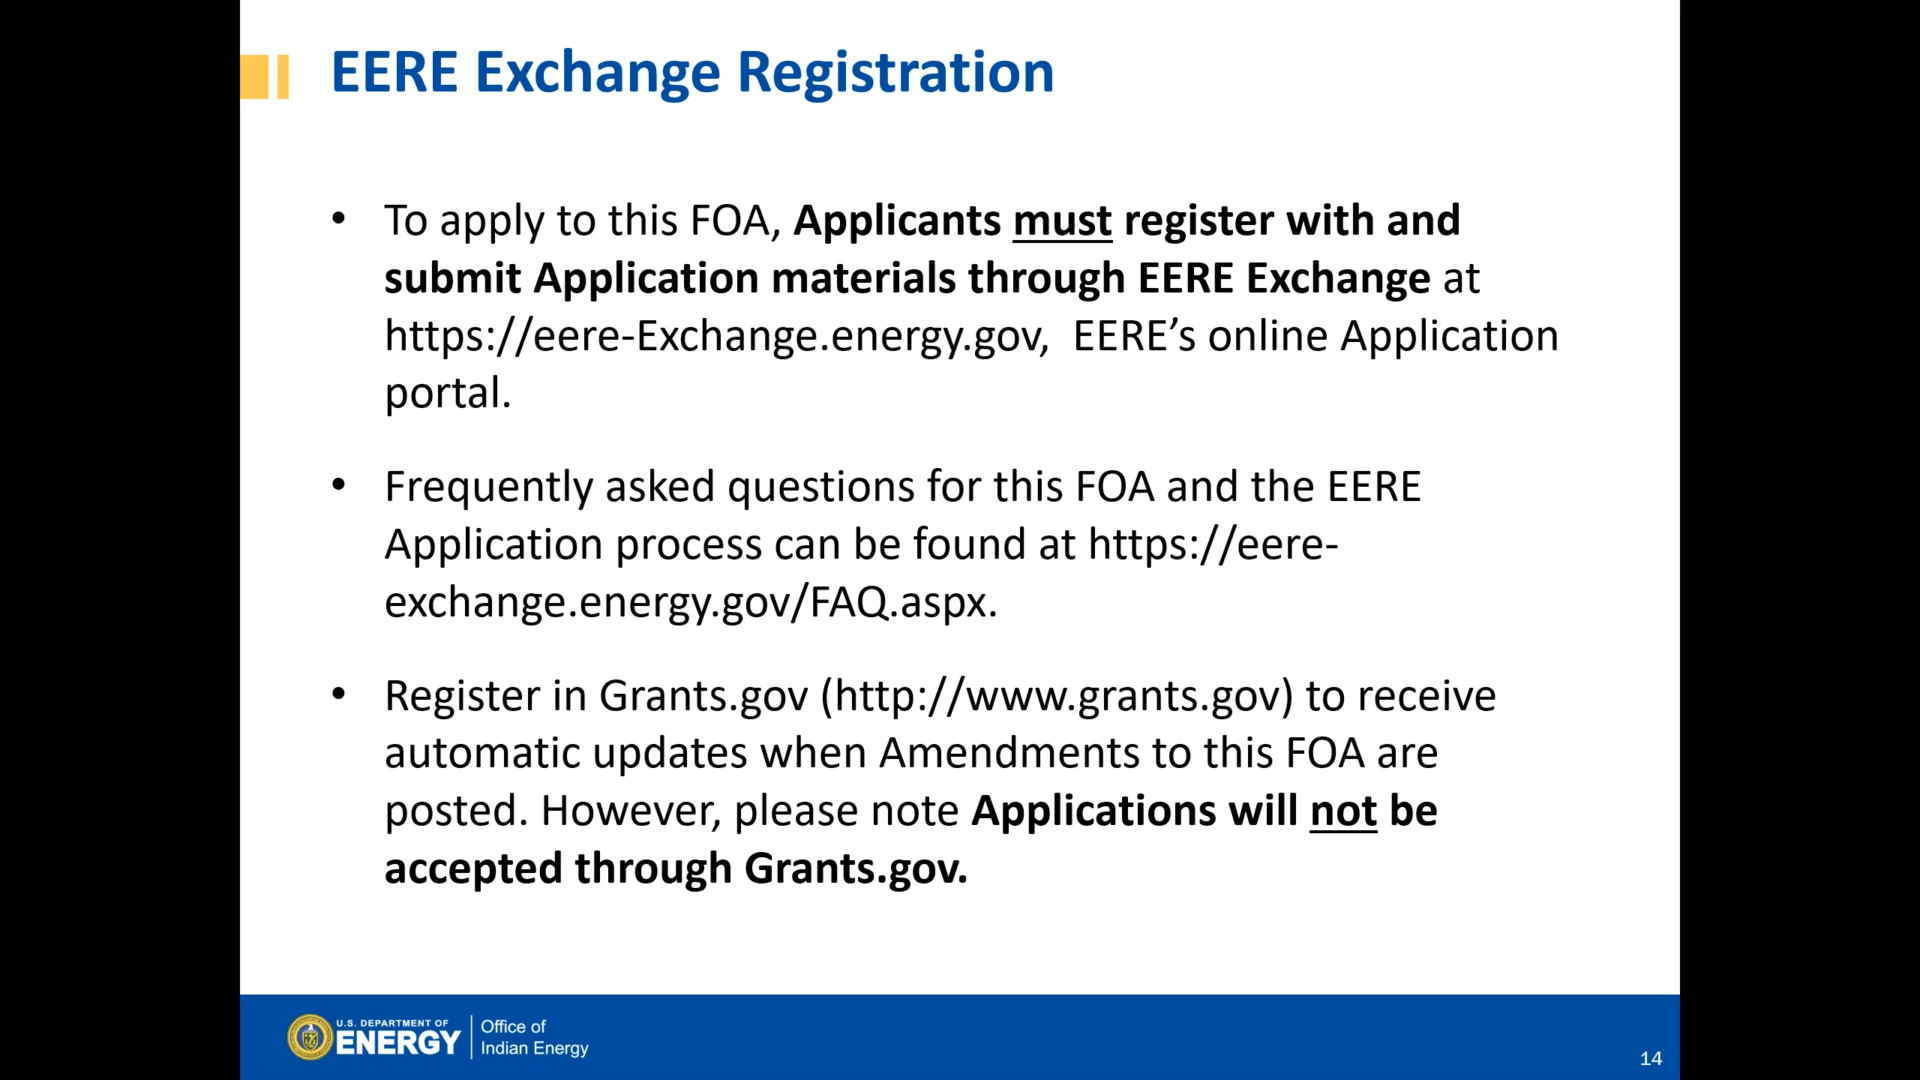 EERE Exchange Registration
• To apply to this FOA, Applicants must register with and
submit Application materials through EERE Exchange at
https://eere-Exchange.energy.gov,  EERE’s online Application
portal.
• Frequently asked questions for this FOA and the EERE
Application process can be found at https://eere-
exchange.energy.gov/FAQ.aspx.
• Register in Grants.gov (http://www.grants.gov) to receive
automatic updates when Amendments to this FOA are
posted. However, please note Applications will not be
accepted through Grants.gov.
U.S. DEPARTMENT OF
ENERGY
Office of
Indian Energy
14